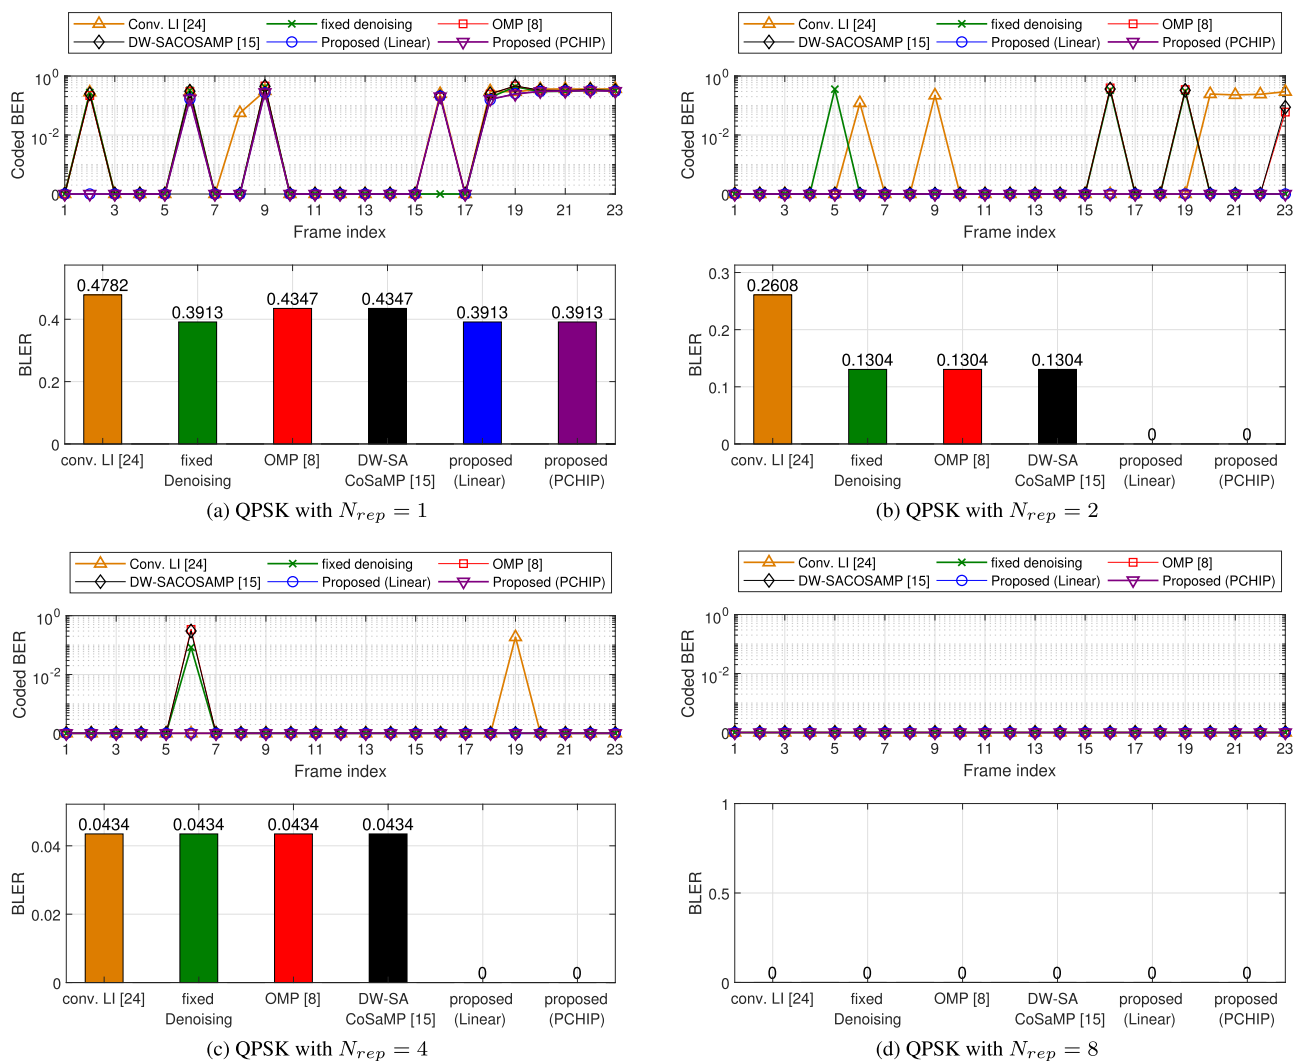 Conv. LI [24] fixed denoising OMP [8]
DW-SACOSAMP [15] Proposed (Linear) Proposed (PCHIP)
10^0
10^-2
0
Coded BER
1 3 5 7 9 11 13 15 17 19 21 23
Frame index
0.4782 0.3913 0.4347 0.4347 0.3913 0.3913
0.4
0.2
0
BLER
conv. LI [24] fixed OMP [8] DW-SA proposed proposed
Denoising CoSaMP [15] (Linear) (PCHIP)
(a) QPSK with N_rep = 1
Conv. LI [24] fixed denoising OMP [8]
DW-SACOSAMP [15] Proposed (Linear) Proposed (PCHIP)
10^0
10^-2
0
Coded BER
1 3 5 7 9 11 13 15 17 19 21 23
Frame index
0.2608 0.1304 0.1304 0.1304 0 0
0.3
0.2
0.1
0
BLER
conv. LI [24] fixed OMP [8] DW-SA proposed proposed
Denoising CoSaMP [15] (Linear) (PCHIP)
(b) QPSK with N_rep = 2
Conv. LI [24] fixed denoising OMP [8]
DW-SACOSAMP [15] Proposed (Linear) Proposed (PCHIP)
10^0
10^-2
0
Coded BER
1 3 5 7 9 11 13 15 17 19 21 23
Frame index
0.0434 0.0434 0.0434 0.0434 0 0
0.04
0.02
0
BLER
conv. LI [24] fixed OMP [8] DW-SA proposed proposed
Denoising CoSaMP [15] (Linear) (PCHIP)
(c) QPSK with N_rep = 4
Conv. LI [24] fixed denoising OMP [8]
DW-SACOSAMP [15] Proposed (Linear) Proposed (PCHIP)
10^0
10^-2
0
Coded BER
1 3 5 7 9 11 13 15 17 19 21 23
Frame index
1
0.5
0
BLER
0 0 0 0 0 0
conv. LI [24] fixed OMP [8] DW-SA proposed proposed
Denoising CoSaMP [15] (Linear) (PCHIP)
(d) QPSK with N_rep = 8